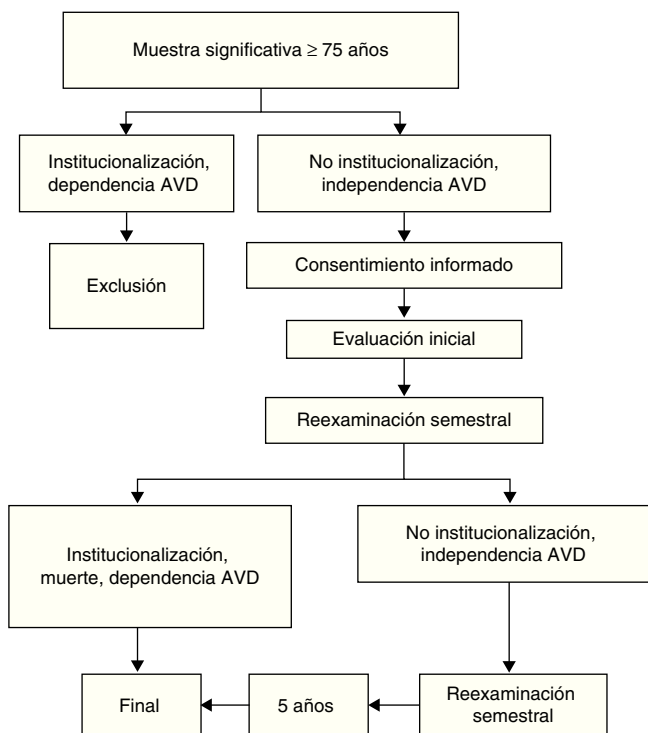 Muestra significativa ≥ 75 años
Institucionalización,
dependencia AVD
No institucionalización,
independencia AVD
Exclusión
Consentimiento informado
Evaluación inicial
Reexaminación semestral
Institucionalización,
muerte, dependencia AVD
No institucionalización,
independencia AVD
Final
5 años
Reexaminación
semestral